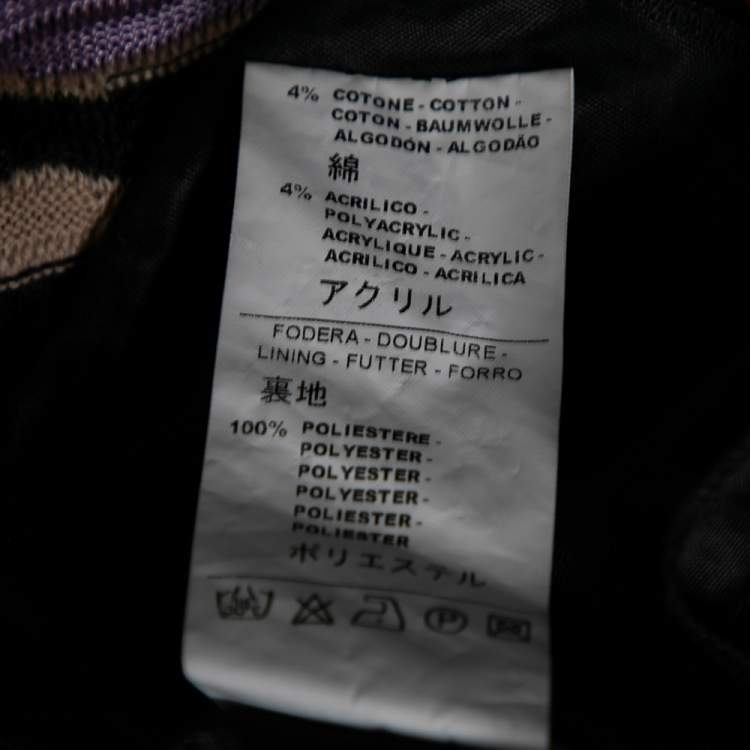 4% COTONE - COTTON -
COTON - BAUMWOLLE -
ALGODÓN - ALGODÃO
綿
4% ACRILICO -
POLYACRYLIC -
ACRYLIQUE - ACRYLIC -
ACRILICO - ACRILICA
アクリル
FODERA - DOUBLURE -
LINING - FUTTER - FORRO
裏地
100% POLIESTERE -
POLYESTER -
POLYESTER -
POLYESTER -
POLIESTER -
POLIESTER
ポリエステル
P